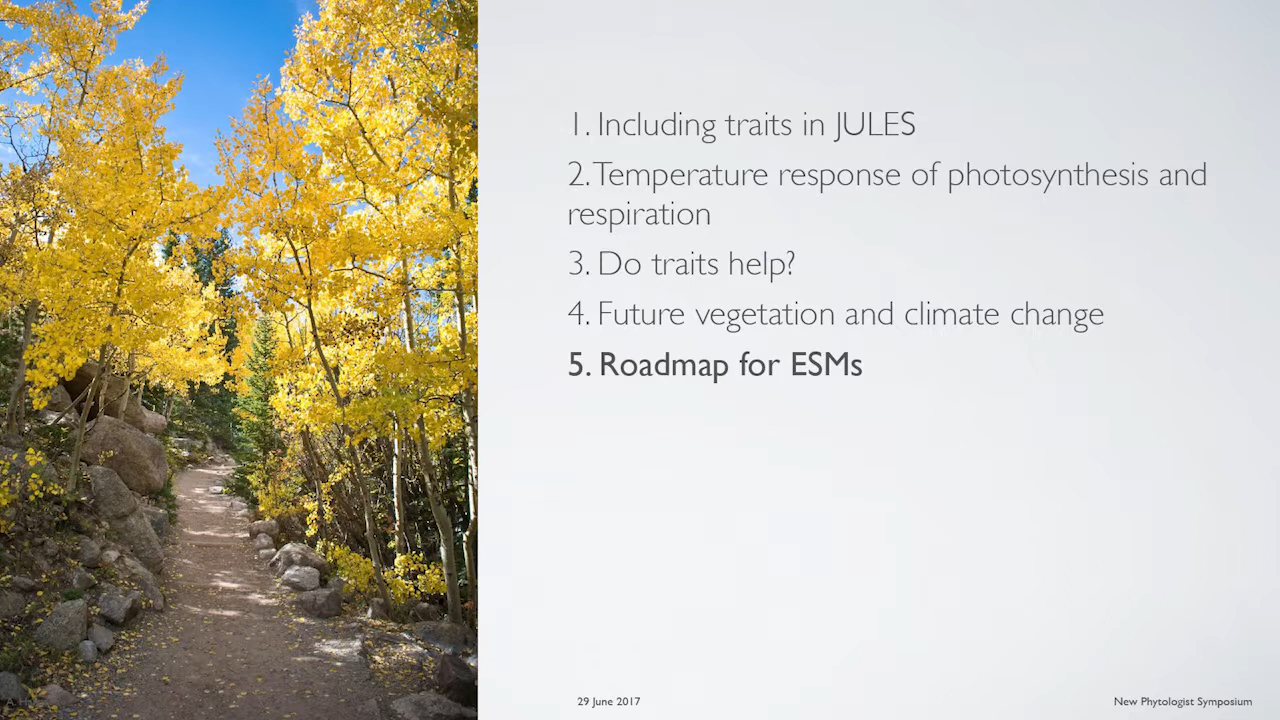 1. Including traits in JULES
2. Temperature response of photosynthesis and
respiration
3. Do traits help?
4. Future vegetation and climate change
5. Roadmap for ESMs
29 June 2017
New Phytologist Symposium